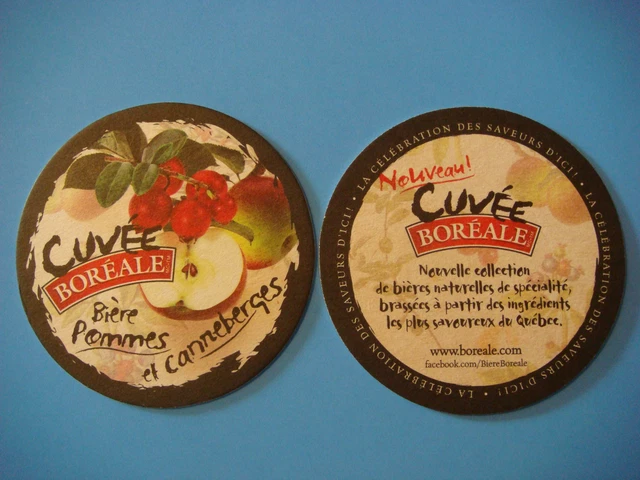 CUVÉE
BORÉALE
Bière
Pommes
et canneberges
LA CÉLÉBRATION DES SAVEURS D'ICI! • LA CÉLÉBRATION DES SAVEURS D'ICI! • LA CÉLÉBRATION DES SAVEURS D'ICI! •
Nouveau!
CUVÉE
BORÉALE
Nouvelle collection
de bières naturelles de spécialité,
brassées à partir des ingrédients
les plus savoureux du Québec.
www.boreale.com
facebook.com/BiereBoreale